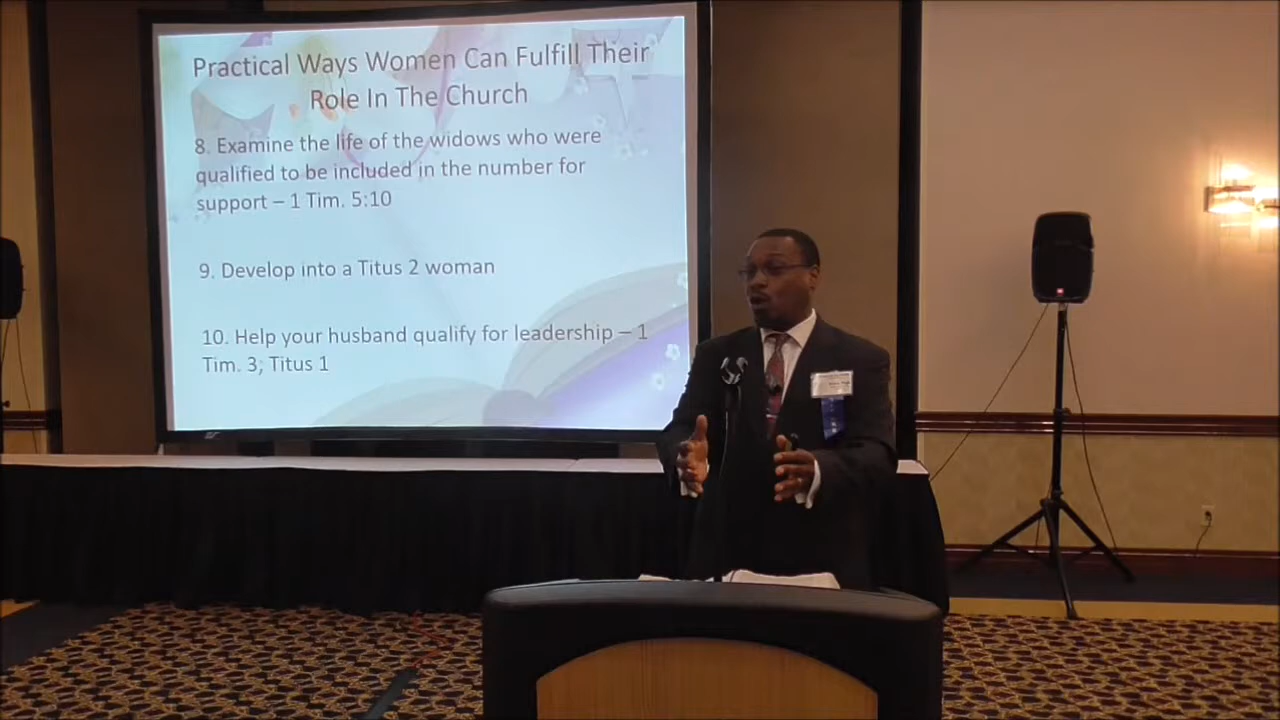 Practical Ways Women Can Fulfill Their
Role In The Church
8. Examine the life of the widows who were
qualified to be included in the number for
support – 1 Tim. 5:10
9. Develop into a Titus 2 woman
10. Help your husband qualify for leadership – 1
Tim. 3; Titus 1